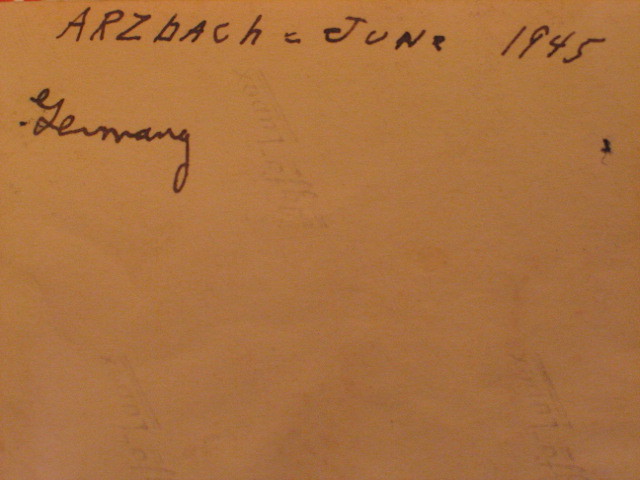 ARZbACh = JUNe 1945
Germany